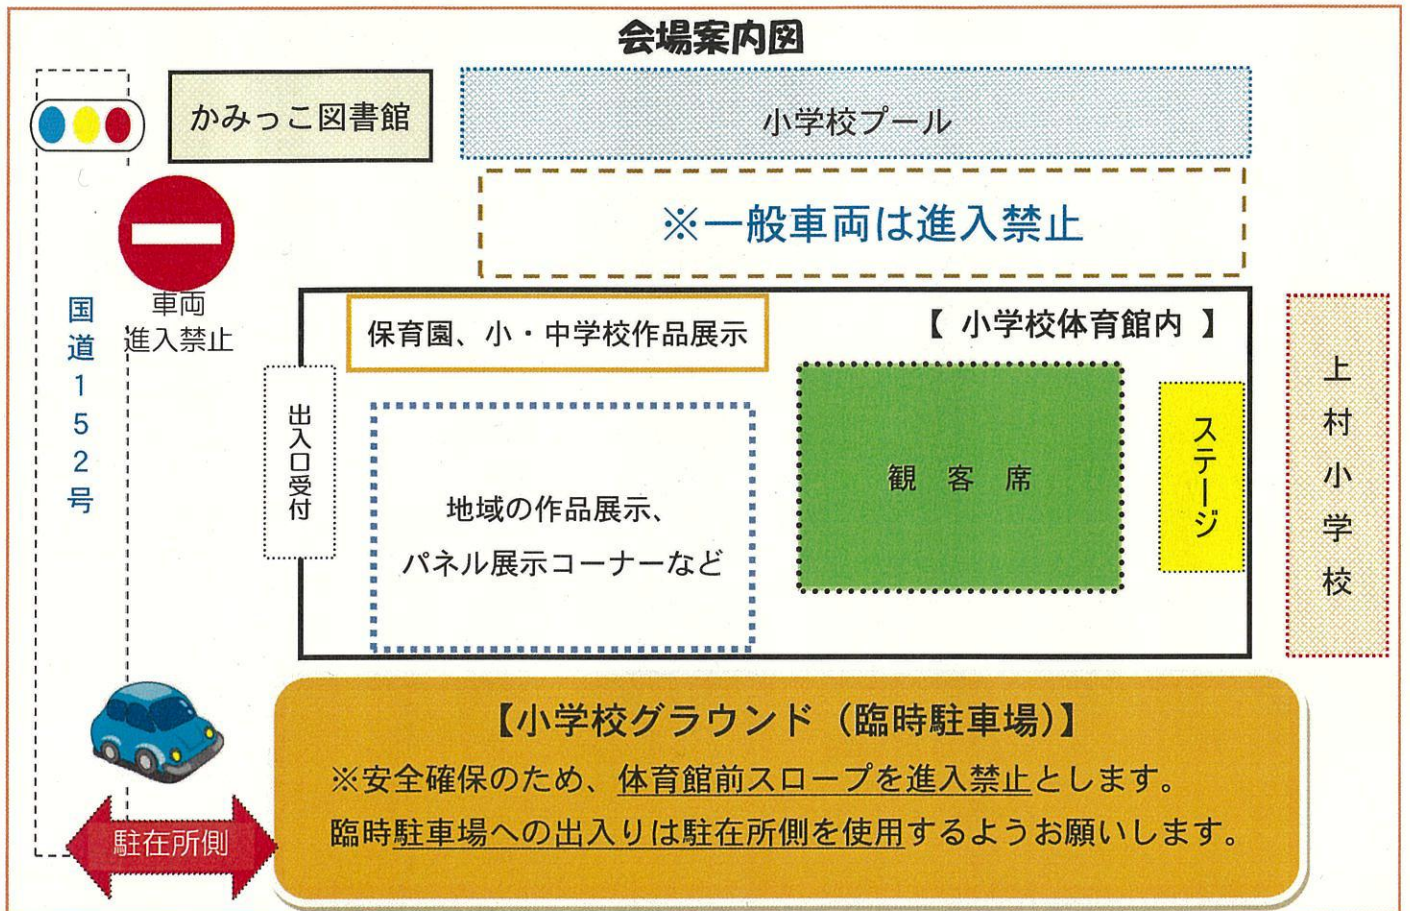 会場案内図
かみっこ図書館
小学校プール
※一般車両は進入禁止
車両
進入禁止
国道152号
保育園、小・中学校作品展示
【 小学校体育館内 】
出入口受付
地域の作品展示、
パネル展示コーナーなど
観 客 席
ステージ
上村小学校
【小学校グラウンド（臨時駐車場）】
※安全確保のため、体育館前スロープを進入禁止とします。
臨時駐車場への出入りは駐在所側を使用するようお願いします。
駐在所側